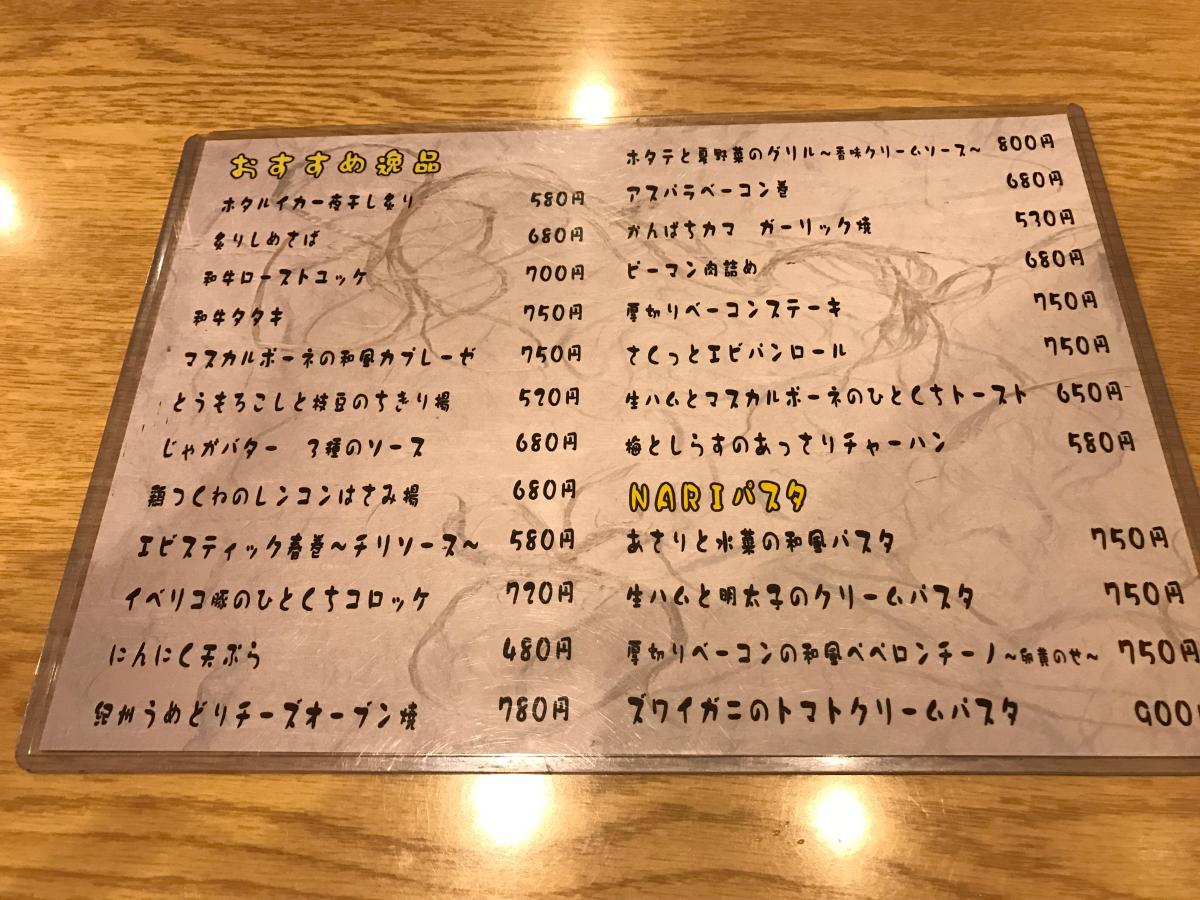 おすすめ逸品
ホタルイカ一夜干し炙り 580円
炙りしめさば 680円
和牛ローストユッケ 700円
和牛タタキ 750円
マスカルポーネの和風カプレーゼ 750円
とうもろこしと枝豆のちぎり揚 590円
じゃがバター 3種のソース 680円
鶏つくねのレンコンはさみ揚 680円
エビスティック春巻～チリソース～ 580円
イベリコ豚のひとくちコロッケ 790円
にんにく天ぷら 480円
紀州うめどりチーズオーブン焼 780円
ホタテと夏野菜のグリル～香味クリームソース～ 800円
アスパラベーコン巻 680円
かんぱちカマ ガーリック焼 530円
ピーマン肉詰め 680円
厚切りベーコンステーキ 750円
さくっとエビパンロール 750円
生ハムとマスカルポーネのひとくちトースト 650円
梅としらすのあっさりチャーハン 580円
NARIパスタ
あさりと水菜の和風パスタ 750円
生ハムと明太子のクリームパスタ 750円
厚切りベーコンの和風ペペロンチーノ～卵黄のせ～ 750円
ズワイガニのトマトクリームパスタ 900